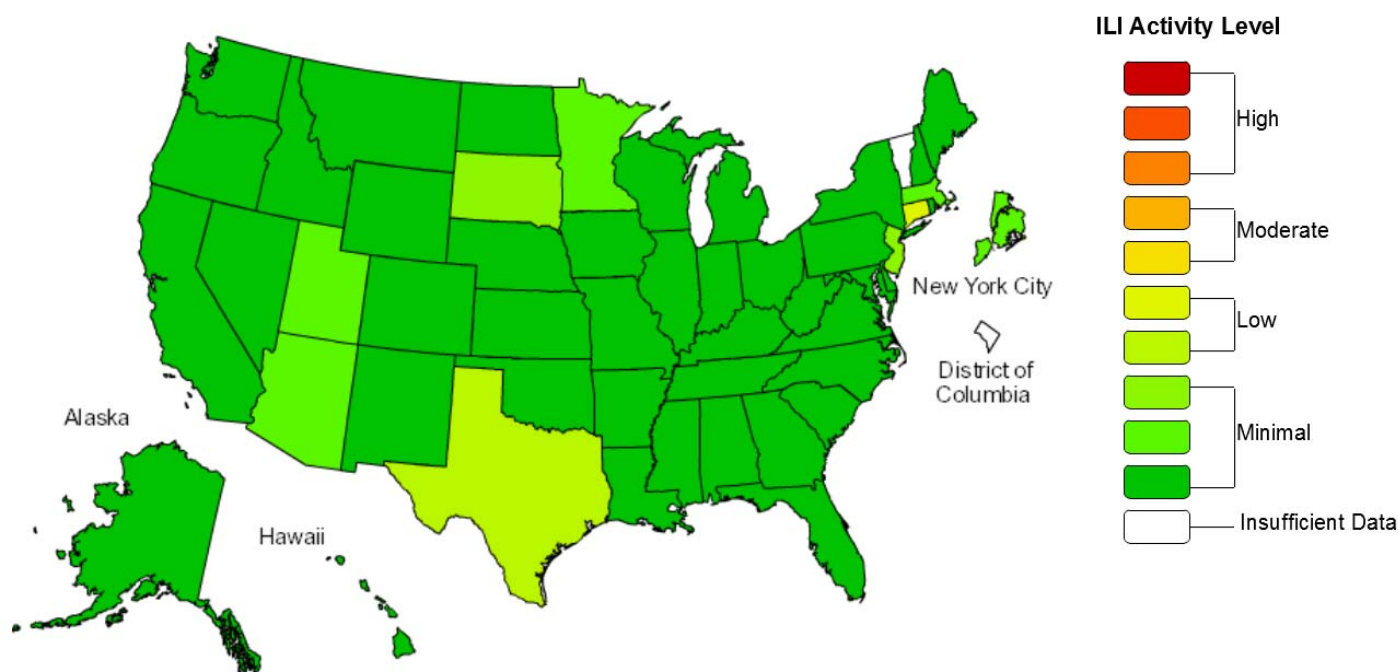 ILI Activity Level
High
Moderate
Low
Minimal
Insufficient Data
New York City
District of
Columbia
Alaska
Hawaii